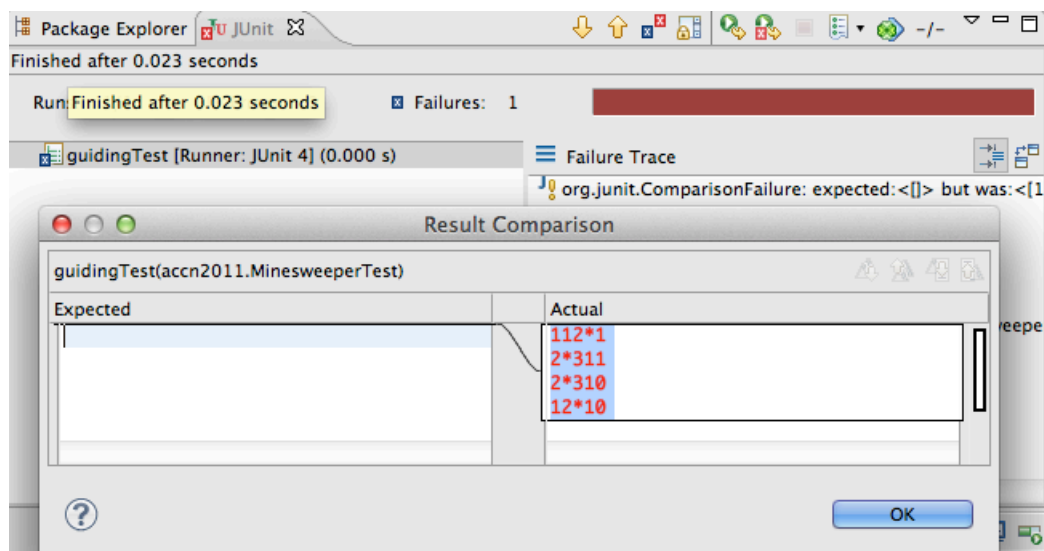 Package Explorer JUnit
-/-
Finished after 0.023 seconds
Run: Finished after 0.023 seconds Failures: 1
guidingTest [Runner: JUnit 4] (0.000 s) Failure Trace
org.junit.ComparisonFailure: expected:<[]> but was:<[1
Result Comparison
guidingTest(accn2011.MinesweeperTest)
Expected Actual
112*1
eepe
2*311
2*310
12*10
? OK